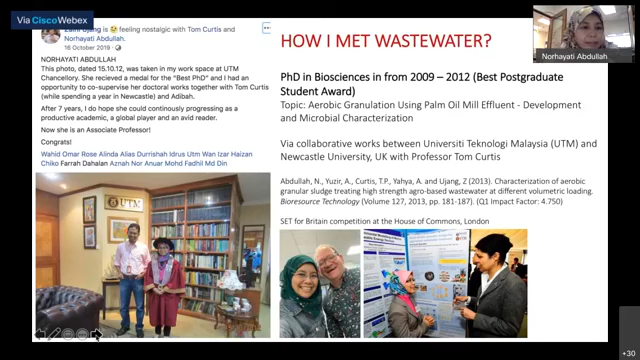 Via CiscoWebex
Zaini Ujang is feeling nostalgic with Tom Curtis and
Norhayati Abdullah.
16 October 2019
NORHAYATI ABDULLAH
This photo, dated 15.10.12, was taken in my work space at UTM
Chancellory. She recieved a medal for the "Best PhD" and I had an
opportunity to co-supervise her doctoral works together with Tom Curtis
(while spending a year in Newcastle) and Adibah.
After 7 years, I do hope she could continously progressing as a
productive academic, a global player and an avid reader.
Now she is an Associate Professor!
Congrats!
Wahid Omar Rose Alinda Alias Durrishah Idrus Utm Wan Izar Haizan
Chiko Farrah Dahalan Aznah Nor Anuar Mohd Fadhil Md Din
UTM
HOW I MET WASTEWATER?
PhD in Biosciences in from 2009 – 2012 (Best Postgraduate
Student Award)
Topic: Aerobic Granulation Using Palm Oil Mill Effluent - Development
and Microbial Characterization
Via collaborative works between Universiti Teknologi Malaysia (UTM) and
Newcastle University, UK with Professor Tom Curtis
Abdullah, N., Yuzir, A., Curtis, T.P., Yahya, A. and Ujang, Z (2013). Characterization of aerobic
granular sludge treating high strength agro-based wastewater at different volumetric loading.
Bioresource Technology (Volume 127, 2013, pp. 181-187). (Q1 Impact Factor: 4.750)
SET for Britain competition at the House of Commons, London
Norhayati Abdullah
+30